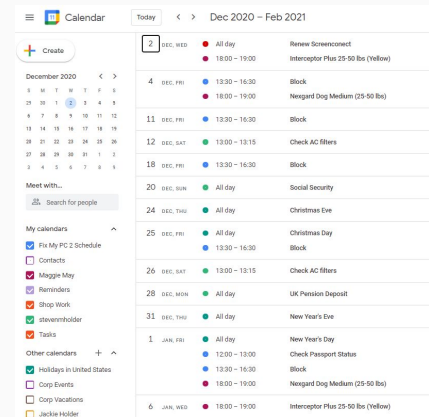 11 Calendar Today < > Dec 2020 – Feb 2021
Create
December 2020 < >
S M T W T F S
29 30 1 2 3 4 5
6 7 8 9 10 11 12
13 14 15 16 17 18 19
20 21 22 23 24 25 26
27 28 29 30 31 1 2
3 4 5 6 7 8 9
Meet with...
Search for people
My calendars
Fix My PC 2 Schedule
Contacts
Maggie May
Reminders
Shop Work
stevenmholder
Tasks
Other calendars +
Holidays in United States
Corp Events
Corp Vacations
Jackie Holder
2 DEC, WED All day Renew Screenconect
18:00 – 19:00 Interceptor Plus 25-50 lbs (Yellow)
4 DEC, FRI 13:30 – 16:30 Block
18:00 – 19:00 Nexgard Dog Medium (25-50 lbs)
11 DEC, FRI 13:30 – 16:30 Block
12 DEC, SAT 13:00 – 13:15 Check AC filters
18 DEC, FRI 13:30 – 16:30 Block
20 DEC, SUN All day Social Security
24 DEC, THU All day Christmas Eve
25 DEC, FRI All day Christmas Day
13:30 – 16:30 Block
26 DEC, SAT 13:00 – 13:15 Check AC filters
28 DEC, MON All day UK Pension Deposit
31 DEC, THU All day New Year's Eve
1 JAN, FRI All day New Year's Day
12:00 – 13:00 Check Passport Status
13:30 – 16:30 Block
18:00 – 19:00 Nexgard Dog Medium (25-50 lbs)
6 JAN, WED 18:00 – 19:00 Interceptor Plus 25-50 lbs (Yellow)